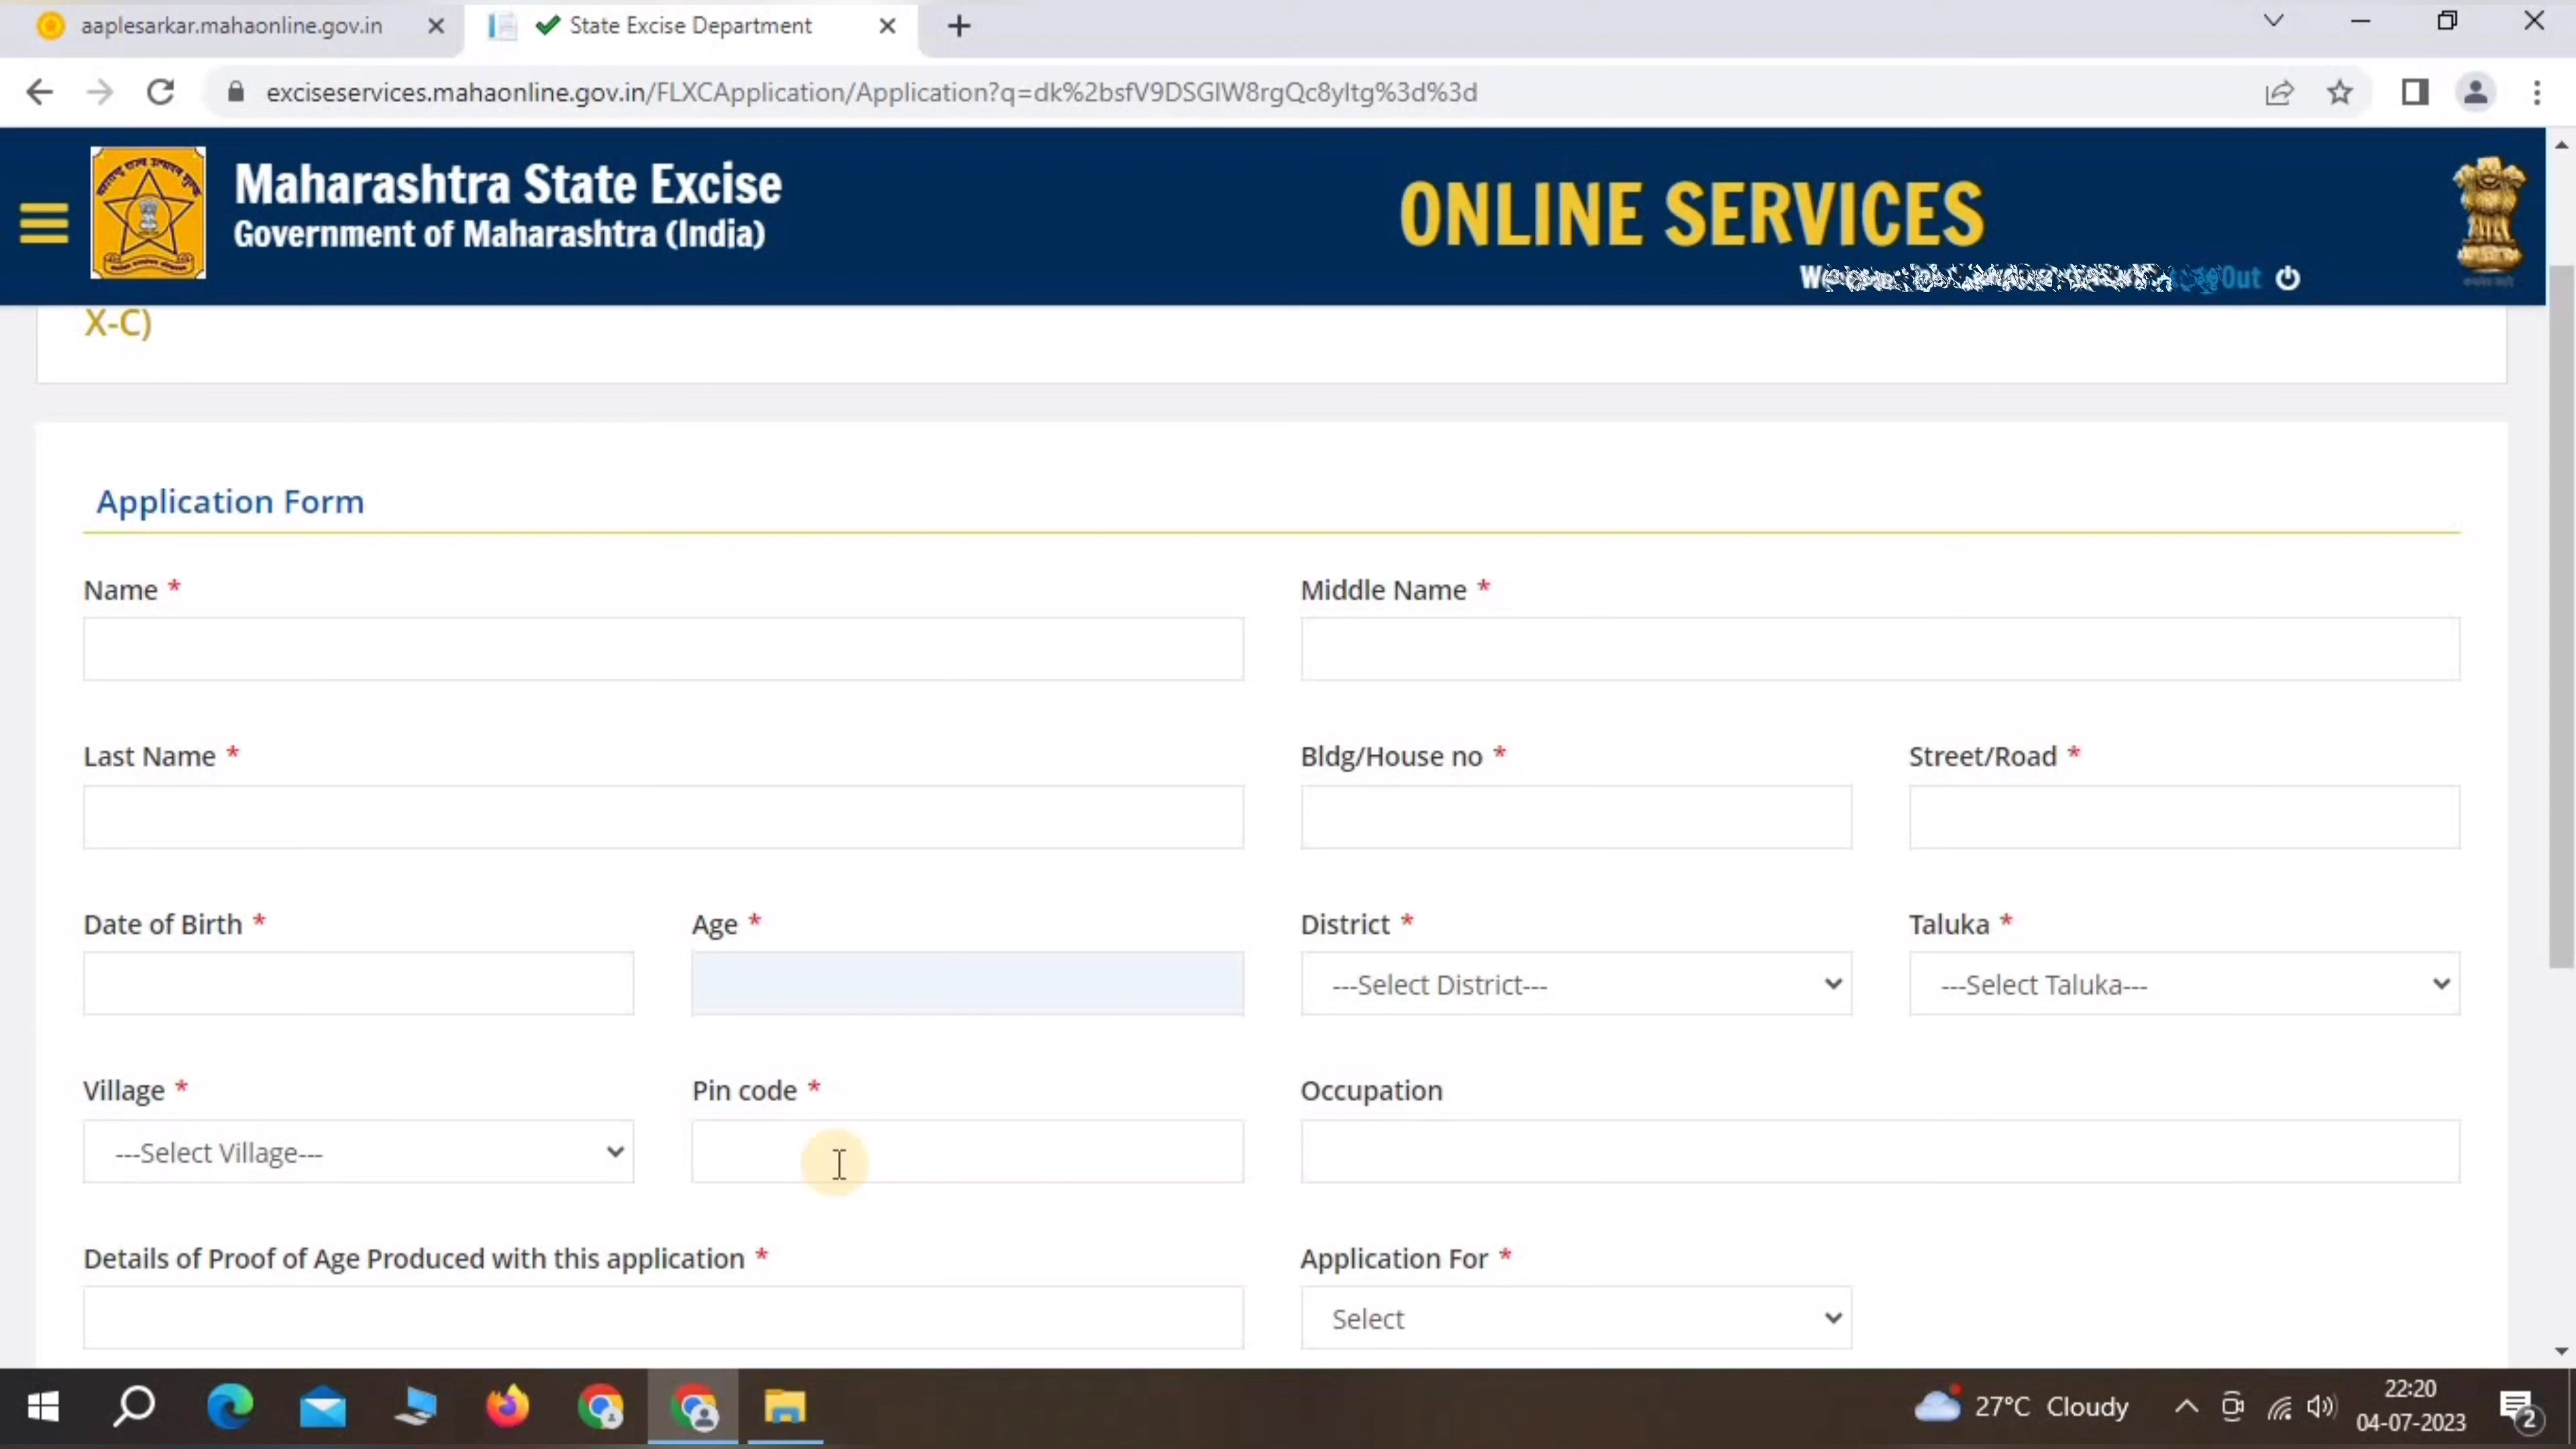 aaplesarkar.mahaonline.gov.in
State Excise Department
exciseservices.mahaonline.gov.in/FLXCApplication/Application?q=dk%2bsfV9DSGlW8rgQc8yltg%3d%3d
Maharashtra State Excise
Government of Maharashtra (India)
ONLINE SERVICES
Out
X-C)
Application Form
Name *
Middle Name *
Last Name *
Bldg/House no *
Street/Road *
Date of Birth *
Age *
District *
Taluka *
---Select District---
---Select Taluka---
Village *
Pin code *
Occupation
---Select Village---
Details of Proof of Age Produced with this application *
Application For *
Select
27°C Cloudy
22:20
04-07-2023
2